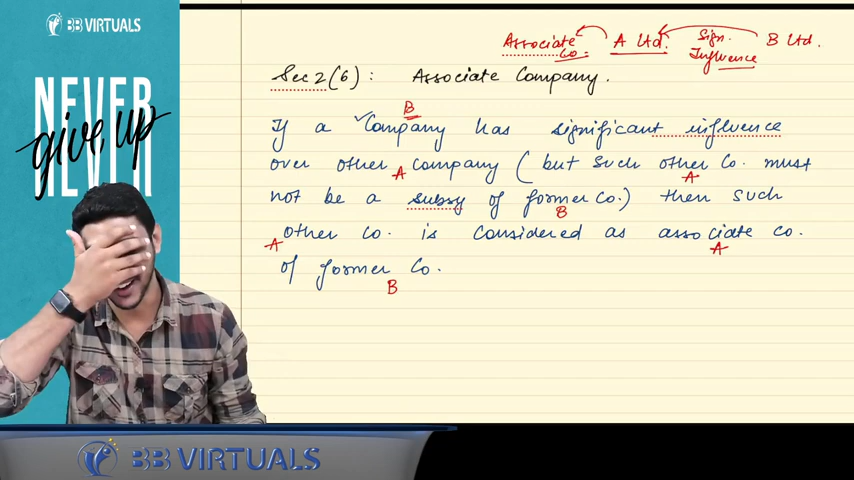 BB VIRTUALS
NEVER
give up
NEVER
Associate Co. A Ltd. Sign. Influence B Ltd.
Sec 2(6): Associate Company.
B
If a Company has significant influence
over other A company (but such other Co. must
A
not be a subsy of former Co.) then such
B
A other Co. is considered as associate Co.
A
of former Co.
B
BB VIRTUALS